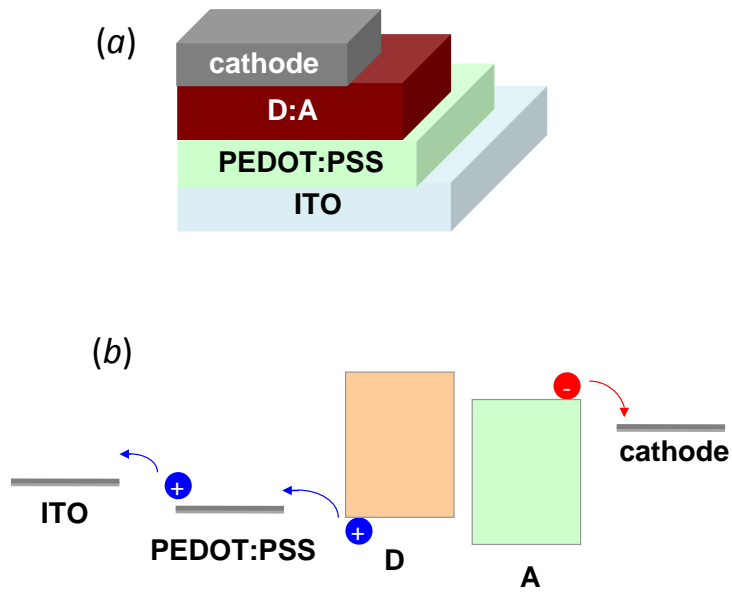 (a)
cathode
D:A
PEDOT:PSS
ITO
(b)
-
cathode
+
ITO
PEDOT:PSS
+
D
A